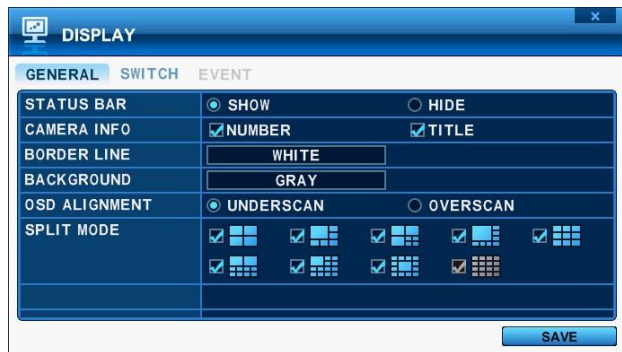 DISPLAY
GENERAL SWITCH EVENT
STATUS BAR SHOW HIDE
CAMERA INFO NUMBER TITLE
BORDER LINE WHITE
BACKGROUND GRAY
OSD ALIGNMENT UNDERSCAN OVERSCAN
SPLIT MODE
SAVE